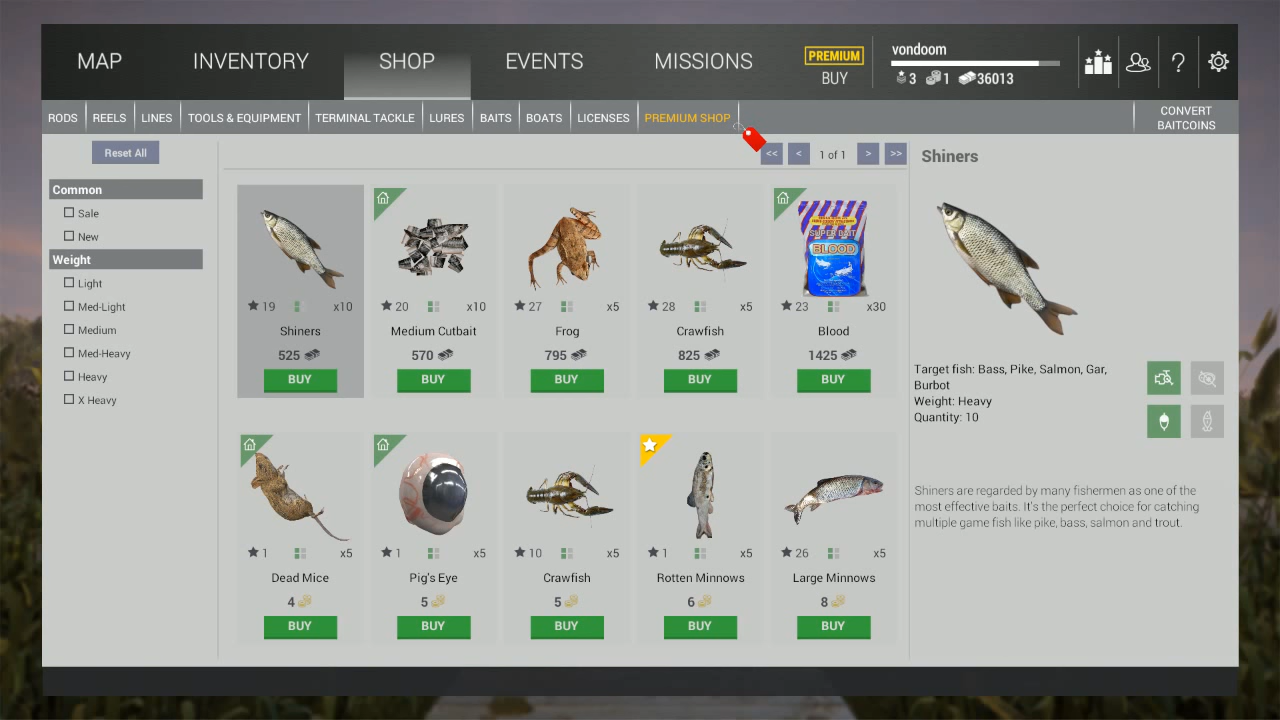 MAP
INVENTORY
SHOP
EVENTS
MISSIONS
PREMIUM
BUY
vondoom
3
1
36013
?
RODS
REELS
LINES
TOOLS & EQUIPMENT
TERMINAL TACKLE
LURES
BAITS
BOATS
LICENSES
PREMIUM SHOP
CONVERT
BAITCOINS
Reset All
<<
<
1 of 1
>
>>
Common
Sale
New
Weight
Light
Med-Light
Medium
Med-Heavy
Heavy
X Heavy
19 x10
Shiners
525
BUY
20 x10
Medium Cutbait
570
BUY
27 x5
Frog
795
BUY
28 x5
Crawfish
825
BUY
SUPER BAIT
BLOOD
23 x30
Blood
1425
BUY
1 x5
Dead Mice
4
BUY
1 x5
Pig's Eye
5
BUY
10 x5
Crawfish
5
BUY
1 x5
Rotten Minnows
6
BUY
26 x5
Large Minnows
8
BUY
Shiners
Target fish: Bass, Pike, Salmon, Gar,
Burbot
Weight: Heavy
Quantity: 10
Shiners are regarded by many fishermen as one of the
most effective baits. It's the perfect choice for catching
multiple game fish like pike, bass, salmon and trout.